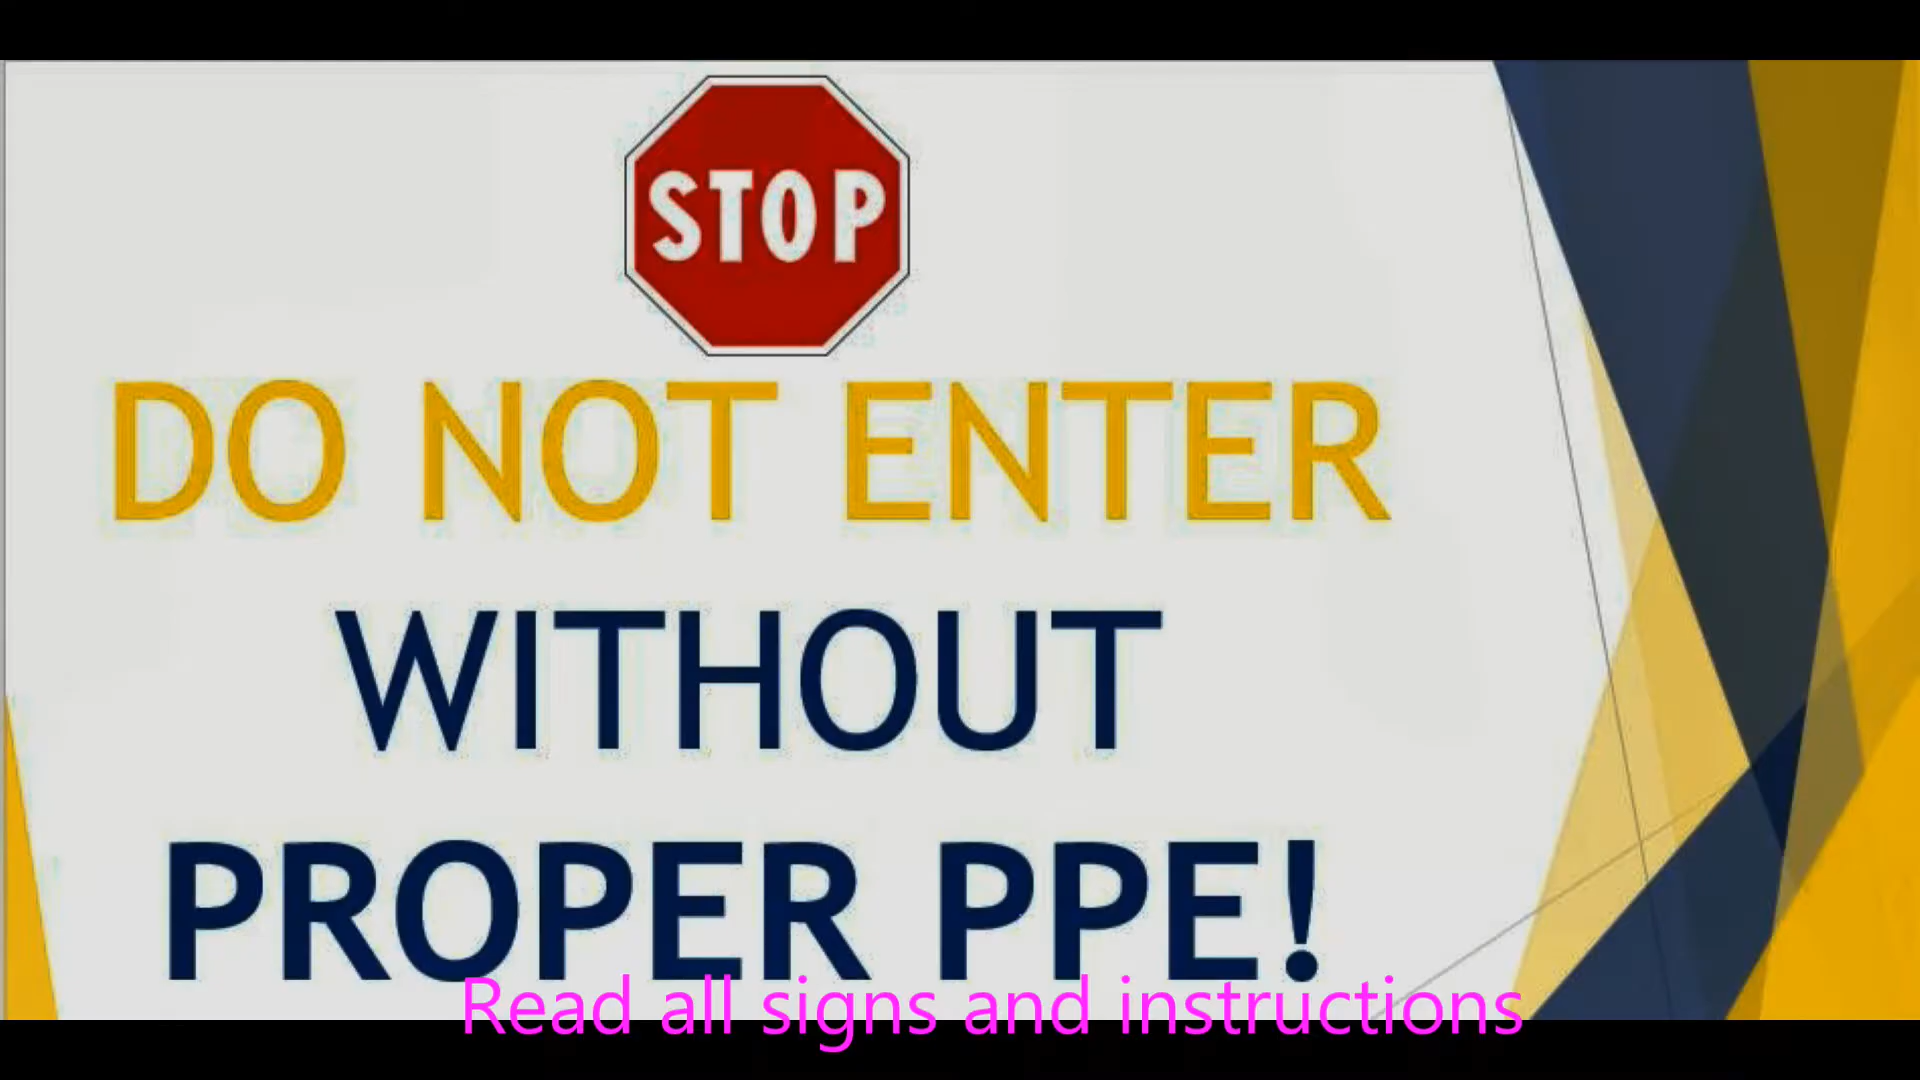 STOP
DO NOT ENTER
WITHOUT
PROPER PPE!
Read all signs and instructions